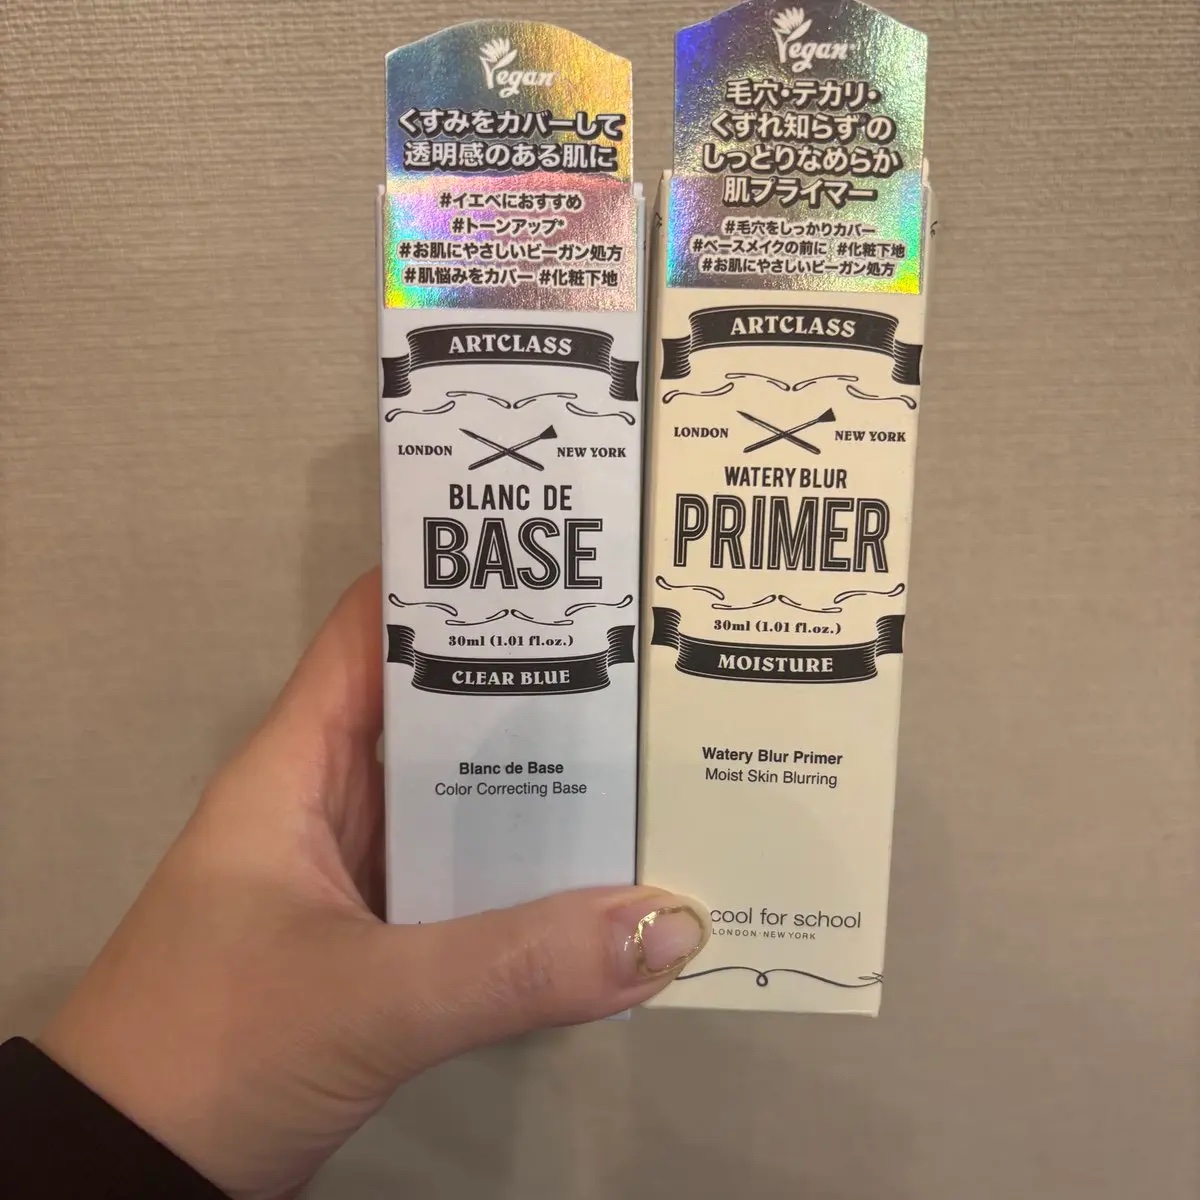 Vegan
くすみをカバーして
透明感のある肌に
#イエベにおすすめ
#トーンアップ*
#お肌にやさしいビーガン処方
#肌悩みをカバー #化粧下地
ARTCLASS
LONDON
NEW YORK
BLANC DE
BASE
30ml (1.01 fl.oz.)
CLEAR BLUE
Blanc de Base
Color Correcting Base
Vegan
毛穴・テカリ・
くずれ知らずの
しっとりなめらか
肌プライマー
#毛穴をしっかりカバー
#ベースメイクの前に #化粧下地
#お肌にやさしいビーガン処方
ARTCLASS
LONDON
NEW YORK
WATERY BLUR
PRIMER
30ml (1.01 fl.oz.)
MOISTURE
Watery Blur Primer
Moist Skin Blurring
cool for school
LONDON · NEW YORK